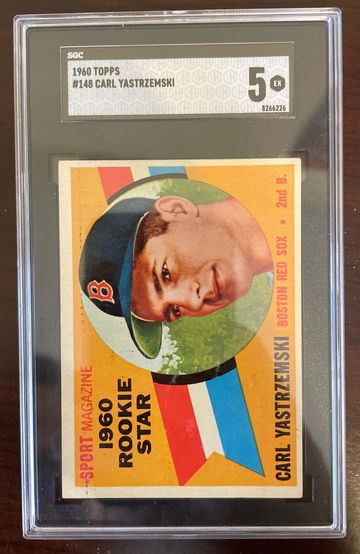 SGC
1960 TOPPS
#148 CARL YASTRZEMSKI
5
EX
8266226
B
SPORT MAGAZINE
1960
ROOKIE
STAR
CARL YASTRZEMSKI BOSTON RED SOX • 2nd B.